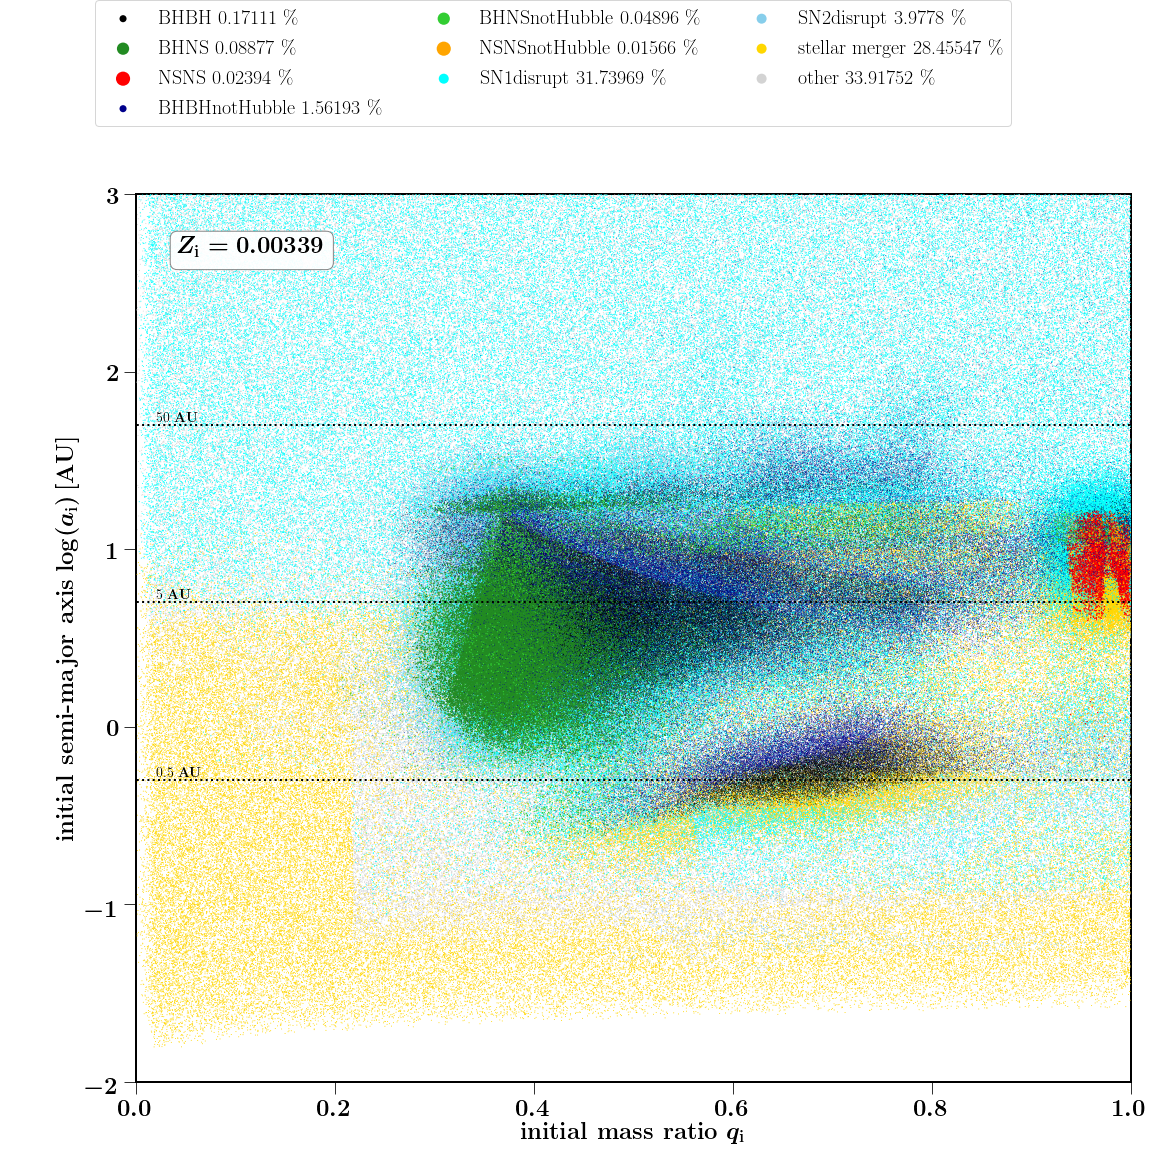 BHBH 0.17111 %
BHNS 0.08877 %
NSNS 0.02394 %
BHBHnotHubble 1.56193 %
BHNSnotHubble 0.04896 %
NSNSnotHubble 0.01566 %
SN1disrupt 31.73969 %
SN2disrupt 3.9778 %
stellar merger 28.45547 %
other 33.91752 %
Z_i = 0.00339
3
2
1
0
−1
−2
50 AU
5 AU
0.5 AU
initial semi-major axis log(a_i) [AU]
0.0 0.2 0.4 0.6 0.8 1.0
initial mass ratio q_i